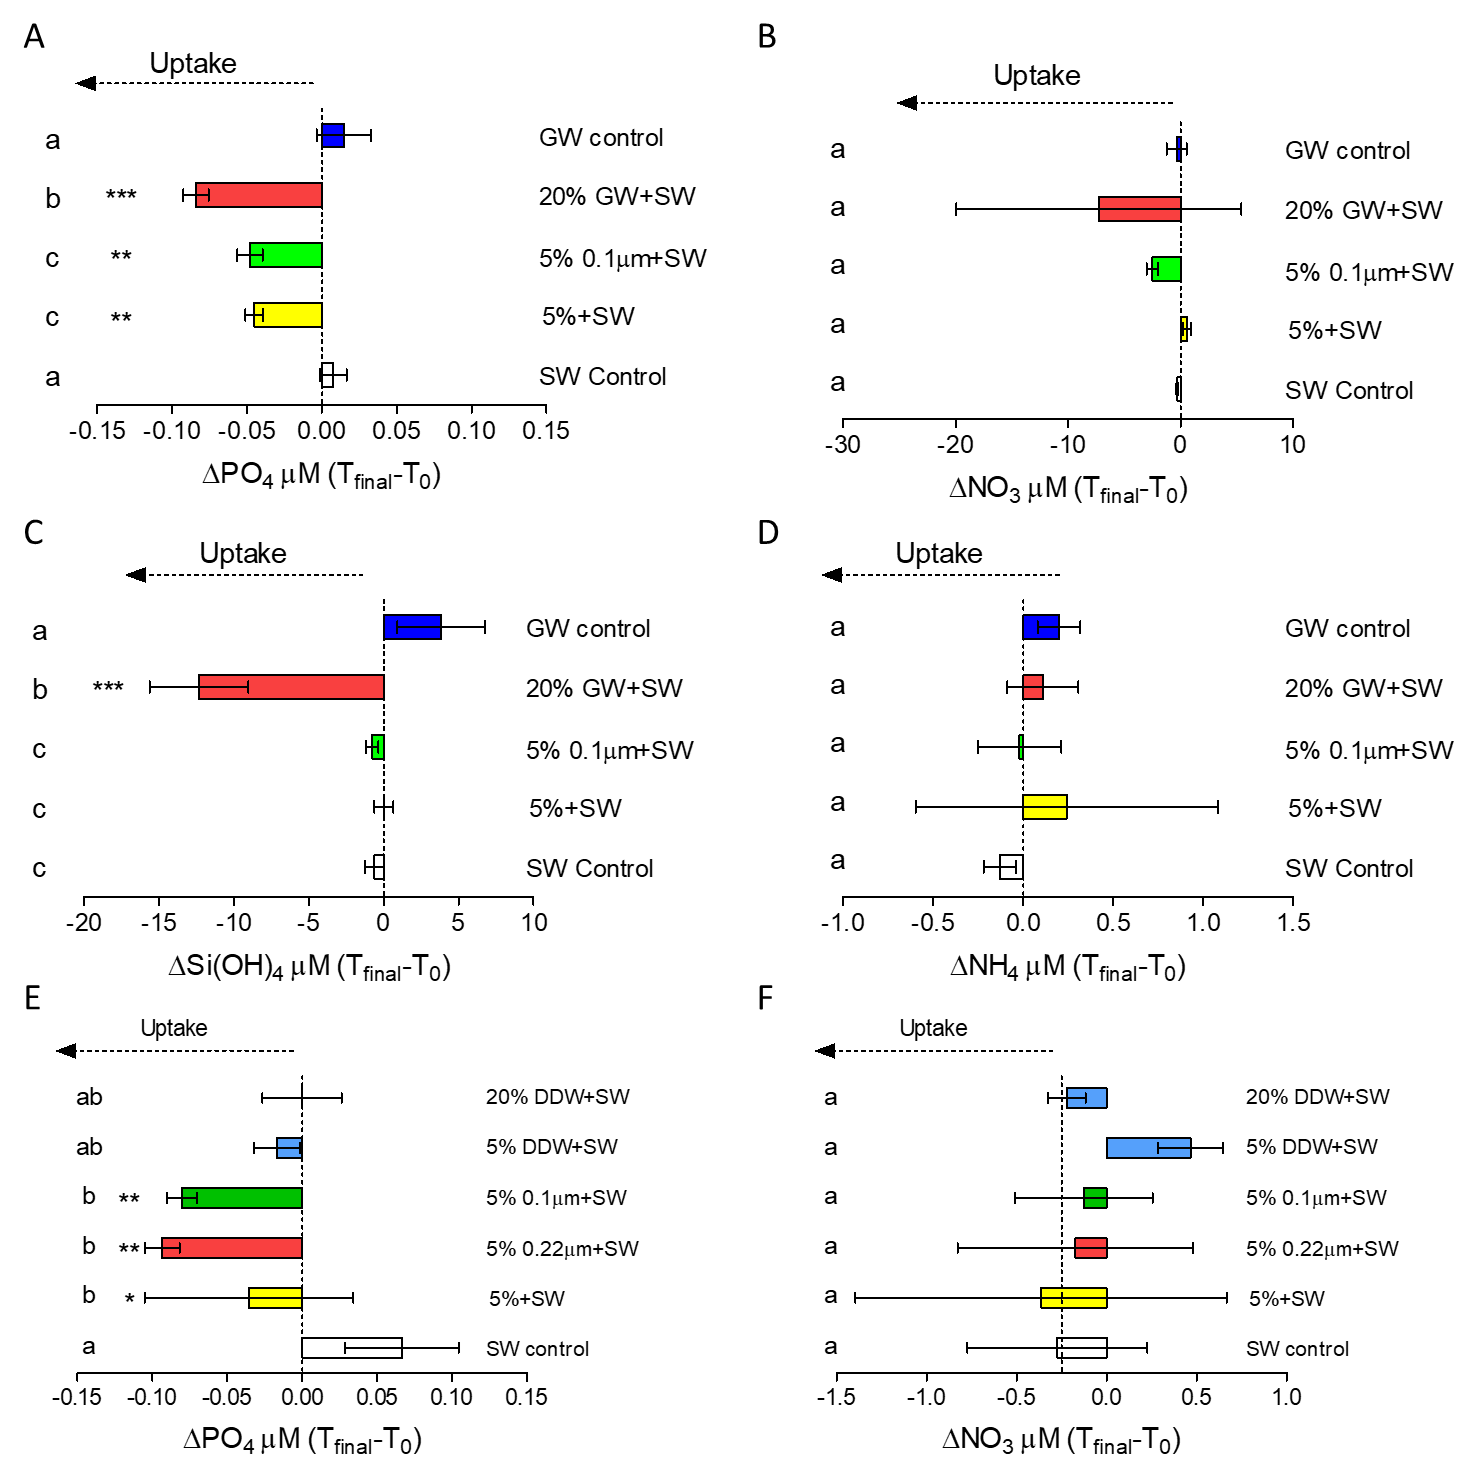 A
Uptake
a GW control
b *** 20% GW+SW
c ** 5% 0.1μm+SW
c ** 5%+SW
a SW Control
-0.15 -0.10 -0.05 0.00 0.05 0.10 0.15
ΔPO4 μM (Tfinal-T0)
B
Uptake
a GW control
a 20% GW+SW
a 5% 0.1μm+SW
a 5%+SW
a SW Control
-30 -20 -10 0 10
ΔNO3 μM (Tfinal-T0)
C
Uptake
a GW control
b *** 20% GW+SW
c 5% 0.1μm+SW
c 5%+SW
c SW Control
-20 -15 -10 -5 0 5 10
ΔSi(OH)4 μM (Tfinal-T0)
D
Uptake
a GW control
a 20% GW+SW
a 5% 0.1μm+SW
a 5%+SW
a SW Control
-1.0 -0.5 0.0 0.5 1.0 1.5
ΔNH4 μM (Tfinal-T0)
E
Uptake
ab 20% DDW+SW
ab 5% DDW+SW
b ** 5% 0.1μm+SW
b ** 5% 0.22μm+SW
b * 5%+SW
a SW control
-0.15 -0.10 -0.05 0.00 0.05 0.10 0.15
ΔPO4 μM (Tfinal-T0)
F
Uptake
a 20% DDW+SW
a 5% DDW+SW
a 5% 0.1μm+SW
a 5% 0.22μm+SW
a 5%+SW
a SW control
-1.5 -1.0 -0.5 0.0 0.5 1.0
ΔNO3 μM (Tfinal-T0)